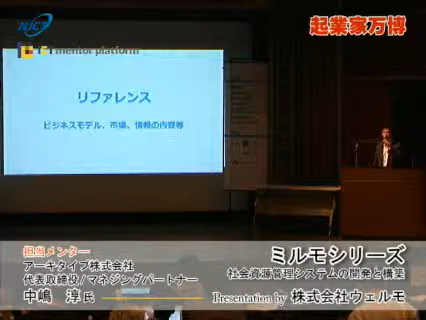 NICT
起業家万博
ICT mentor platform
リファレンス
ビジネスモデル、市場、情報の内容等
担当メンター
アーキタイプ株式会社
代表取締役/マネジングパートナー
中嶋 淳氏
ミルモシリーズ
社会資源管理システムの開発と構築
Presentation by 株式会社ウェルモ